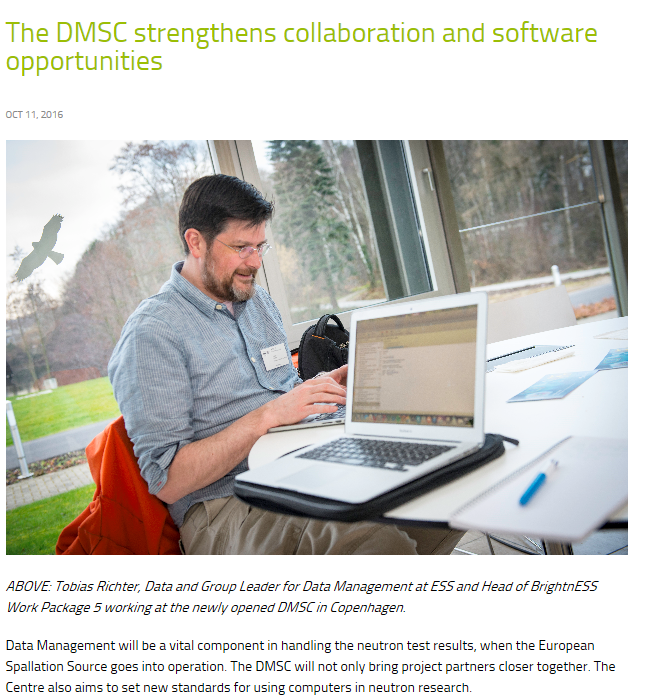 The DMSC strengthens collaboration and software
opportunities
OCT 11, 2016
ABOVE: Tobias Richter, Data and Group Leader for Data Management at ESS and Head of BrightnESS
Work Package 5 working at the newly opened DMSC in Copenhagen.
Data Management will be a vital component in handling the neutron test results, when the European
Spallation Source goes into operation. The DMSC will not only bring project partners closer together. The
Centre also aims to set new standards for using computers in neutron research.